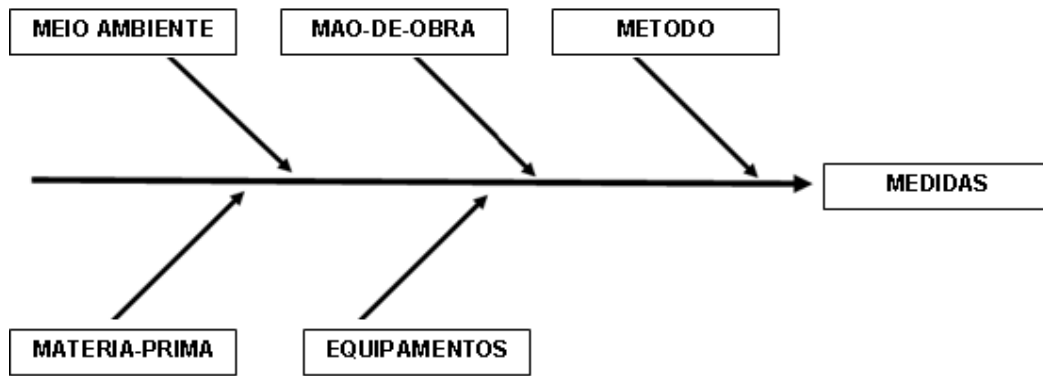 MEIO AMBIENTE
MAO-DE-OBRA
METODO
MEDIDAS
MATERIA-PRIMA
EQUIPAMENTOS